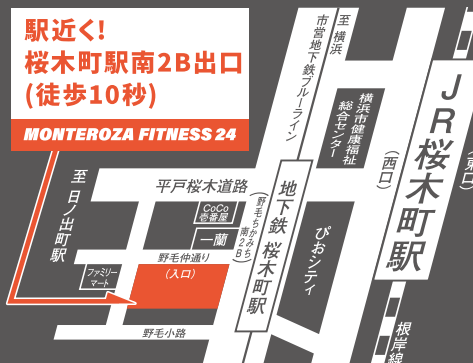 駅近く!
桜木町駅南2B出口
(徒歩10秒)
MONTEROZA FITNESS 24
至 横浜
市営地下鉄ブルーライン
横浜市健康福祉
総合センター
JR桜木町駅
(東口)
(西口)
至 日ノ出町駅
平戸桜木道路
CoCo
壱番屋
一蘭
(野毛ちかみち
南2B)
地下鉄 桜木町駅
ぴおシティ
野毛仲通り
(入口)
ファミリー
マート
野毛小路
根岸線